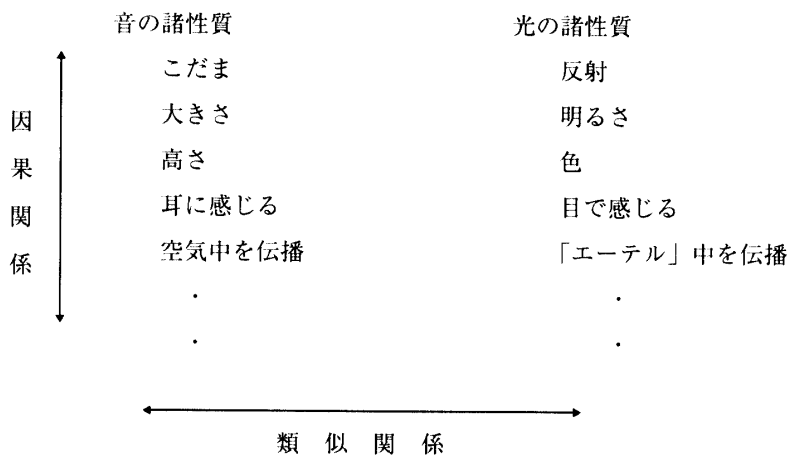 音の諸性質 光の諸性質
こだま 反射
大きさ 明るさ
高さ 色
耳に感じる 目で感じる
空気中を伝播 「エーテル」中を伝播
・ ・
・ ・
因果関係
類似関係